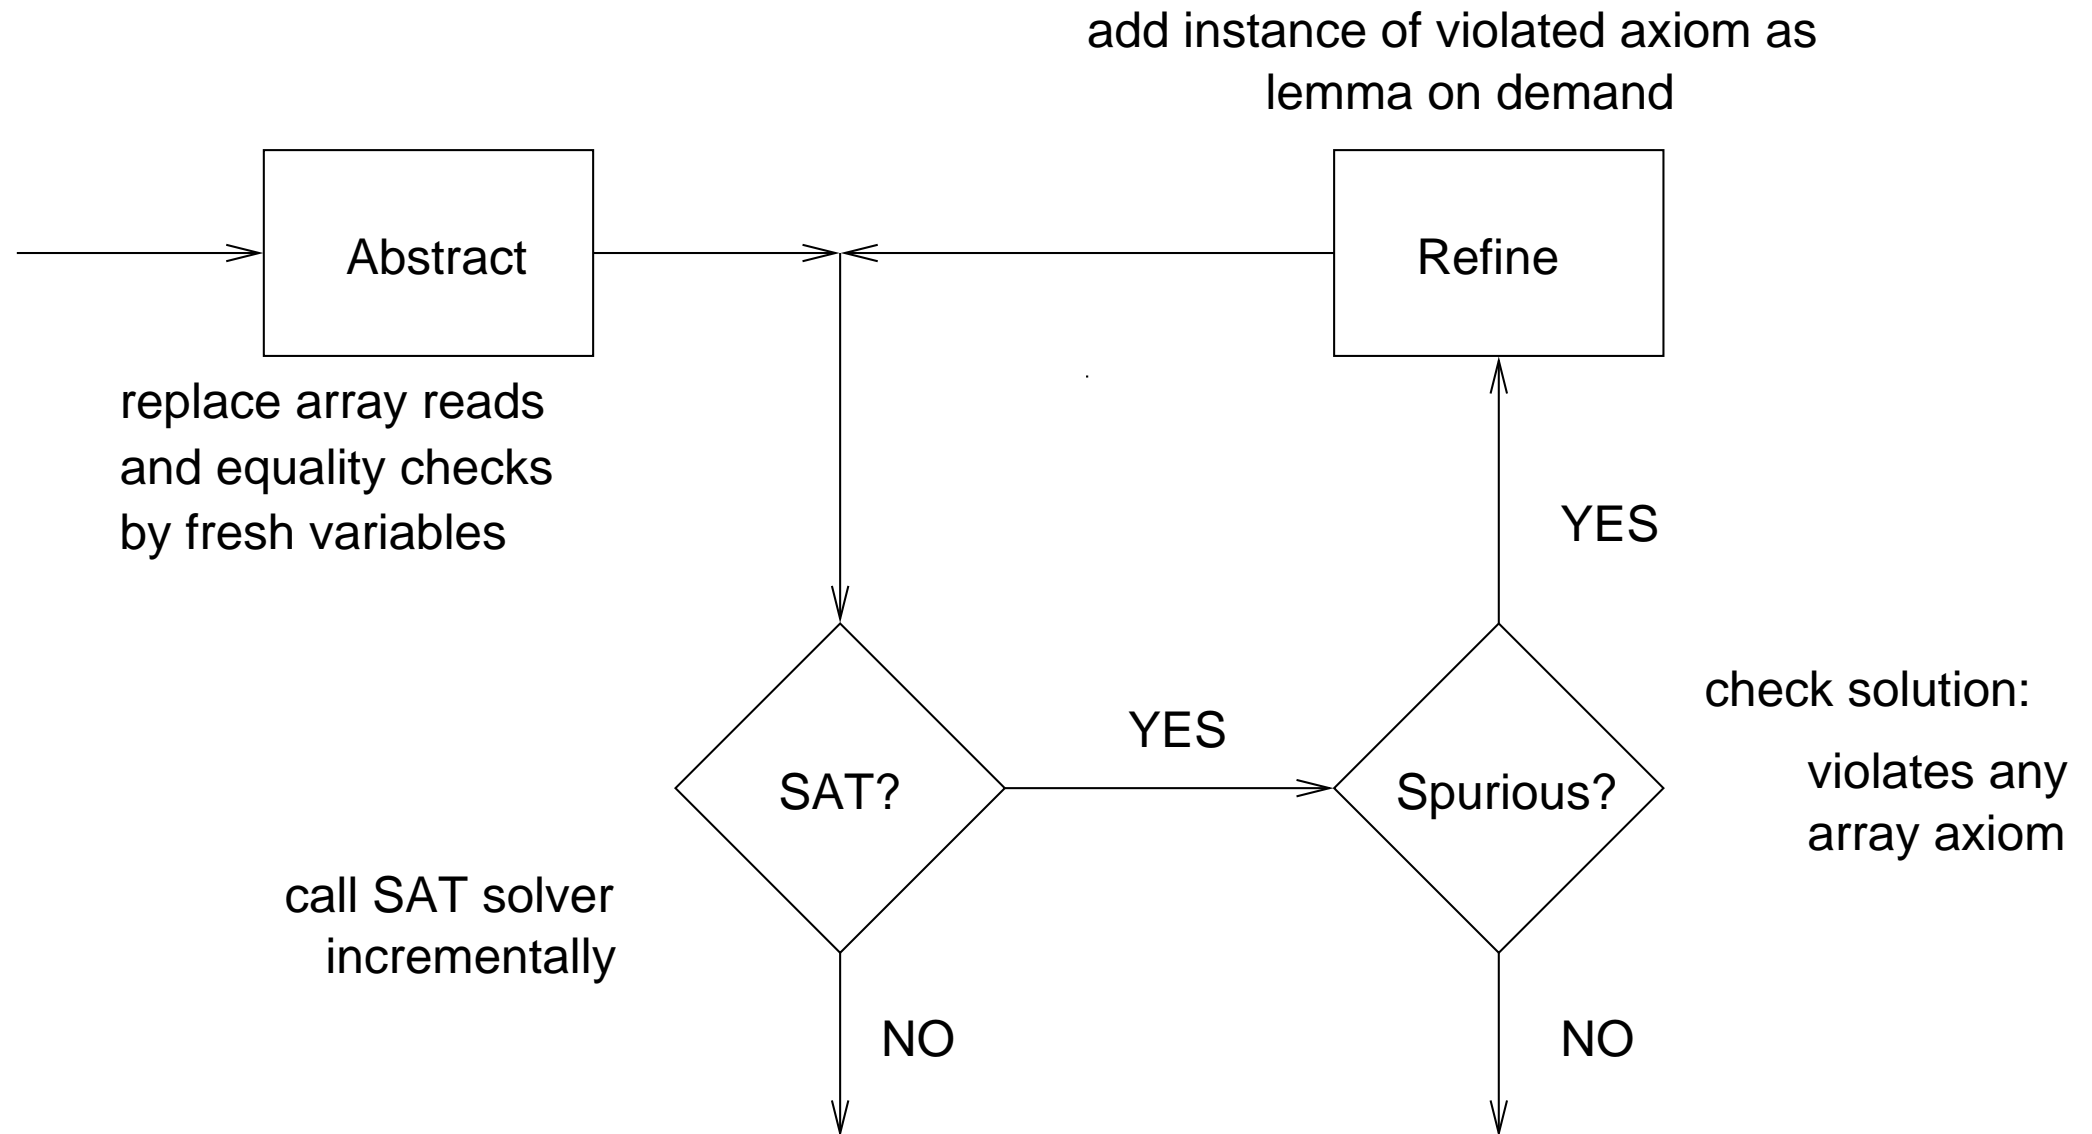 add instance of violated axiom as
lemma on demand
Abstract
Refine
replace array reads
and equality checks
by fresh variables
YES
check solution:
violates any
array axiom
YES
SAT?
Spurious?
call SAT solver
incrementally
NO
NO